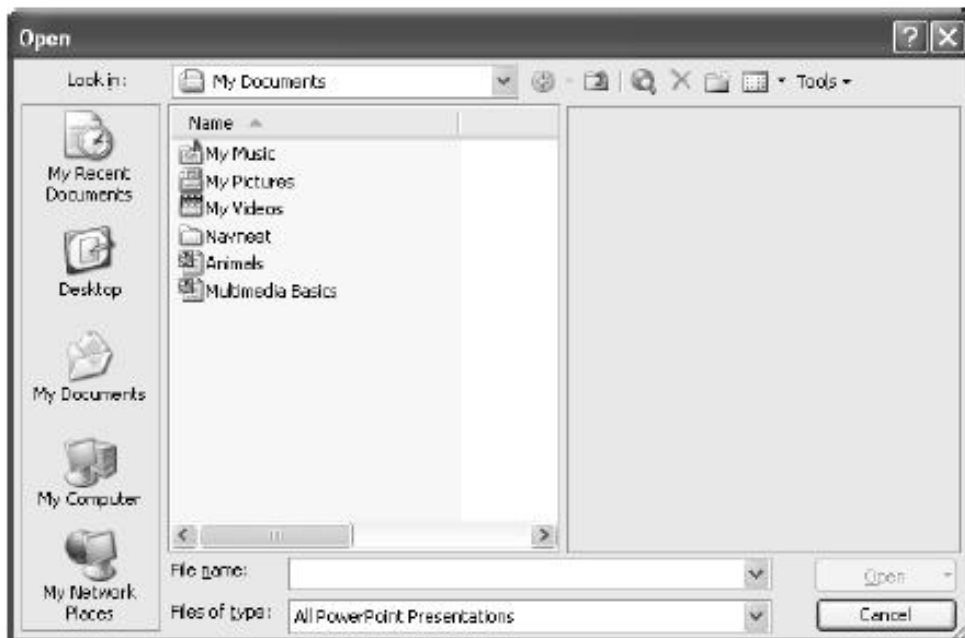 Open
Look in:
My Documents
Tools
My Recent
Documents
Desktop
My Documents
My Computer
My Network
Places
Name
My Music
My Pictures
My Videos
Navneet
Animals
Multimedia Basics
File name:
Files of type:
All PowerPoint Presentations
Open
Cancel